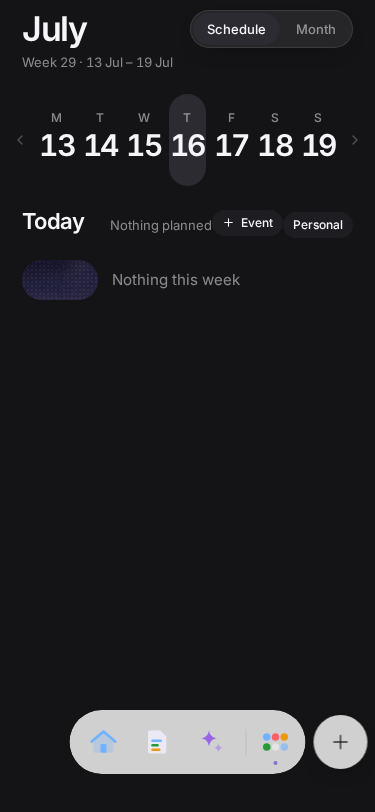 July
Schedule Month
Week 29 · 13 Jul – 19 Jul
M T W T F S S
13 14 15 16 17 18 19
Today Nothing planned + Event Personal
Nothing this week